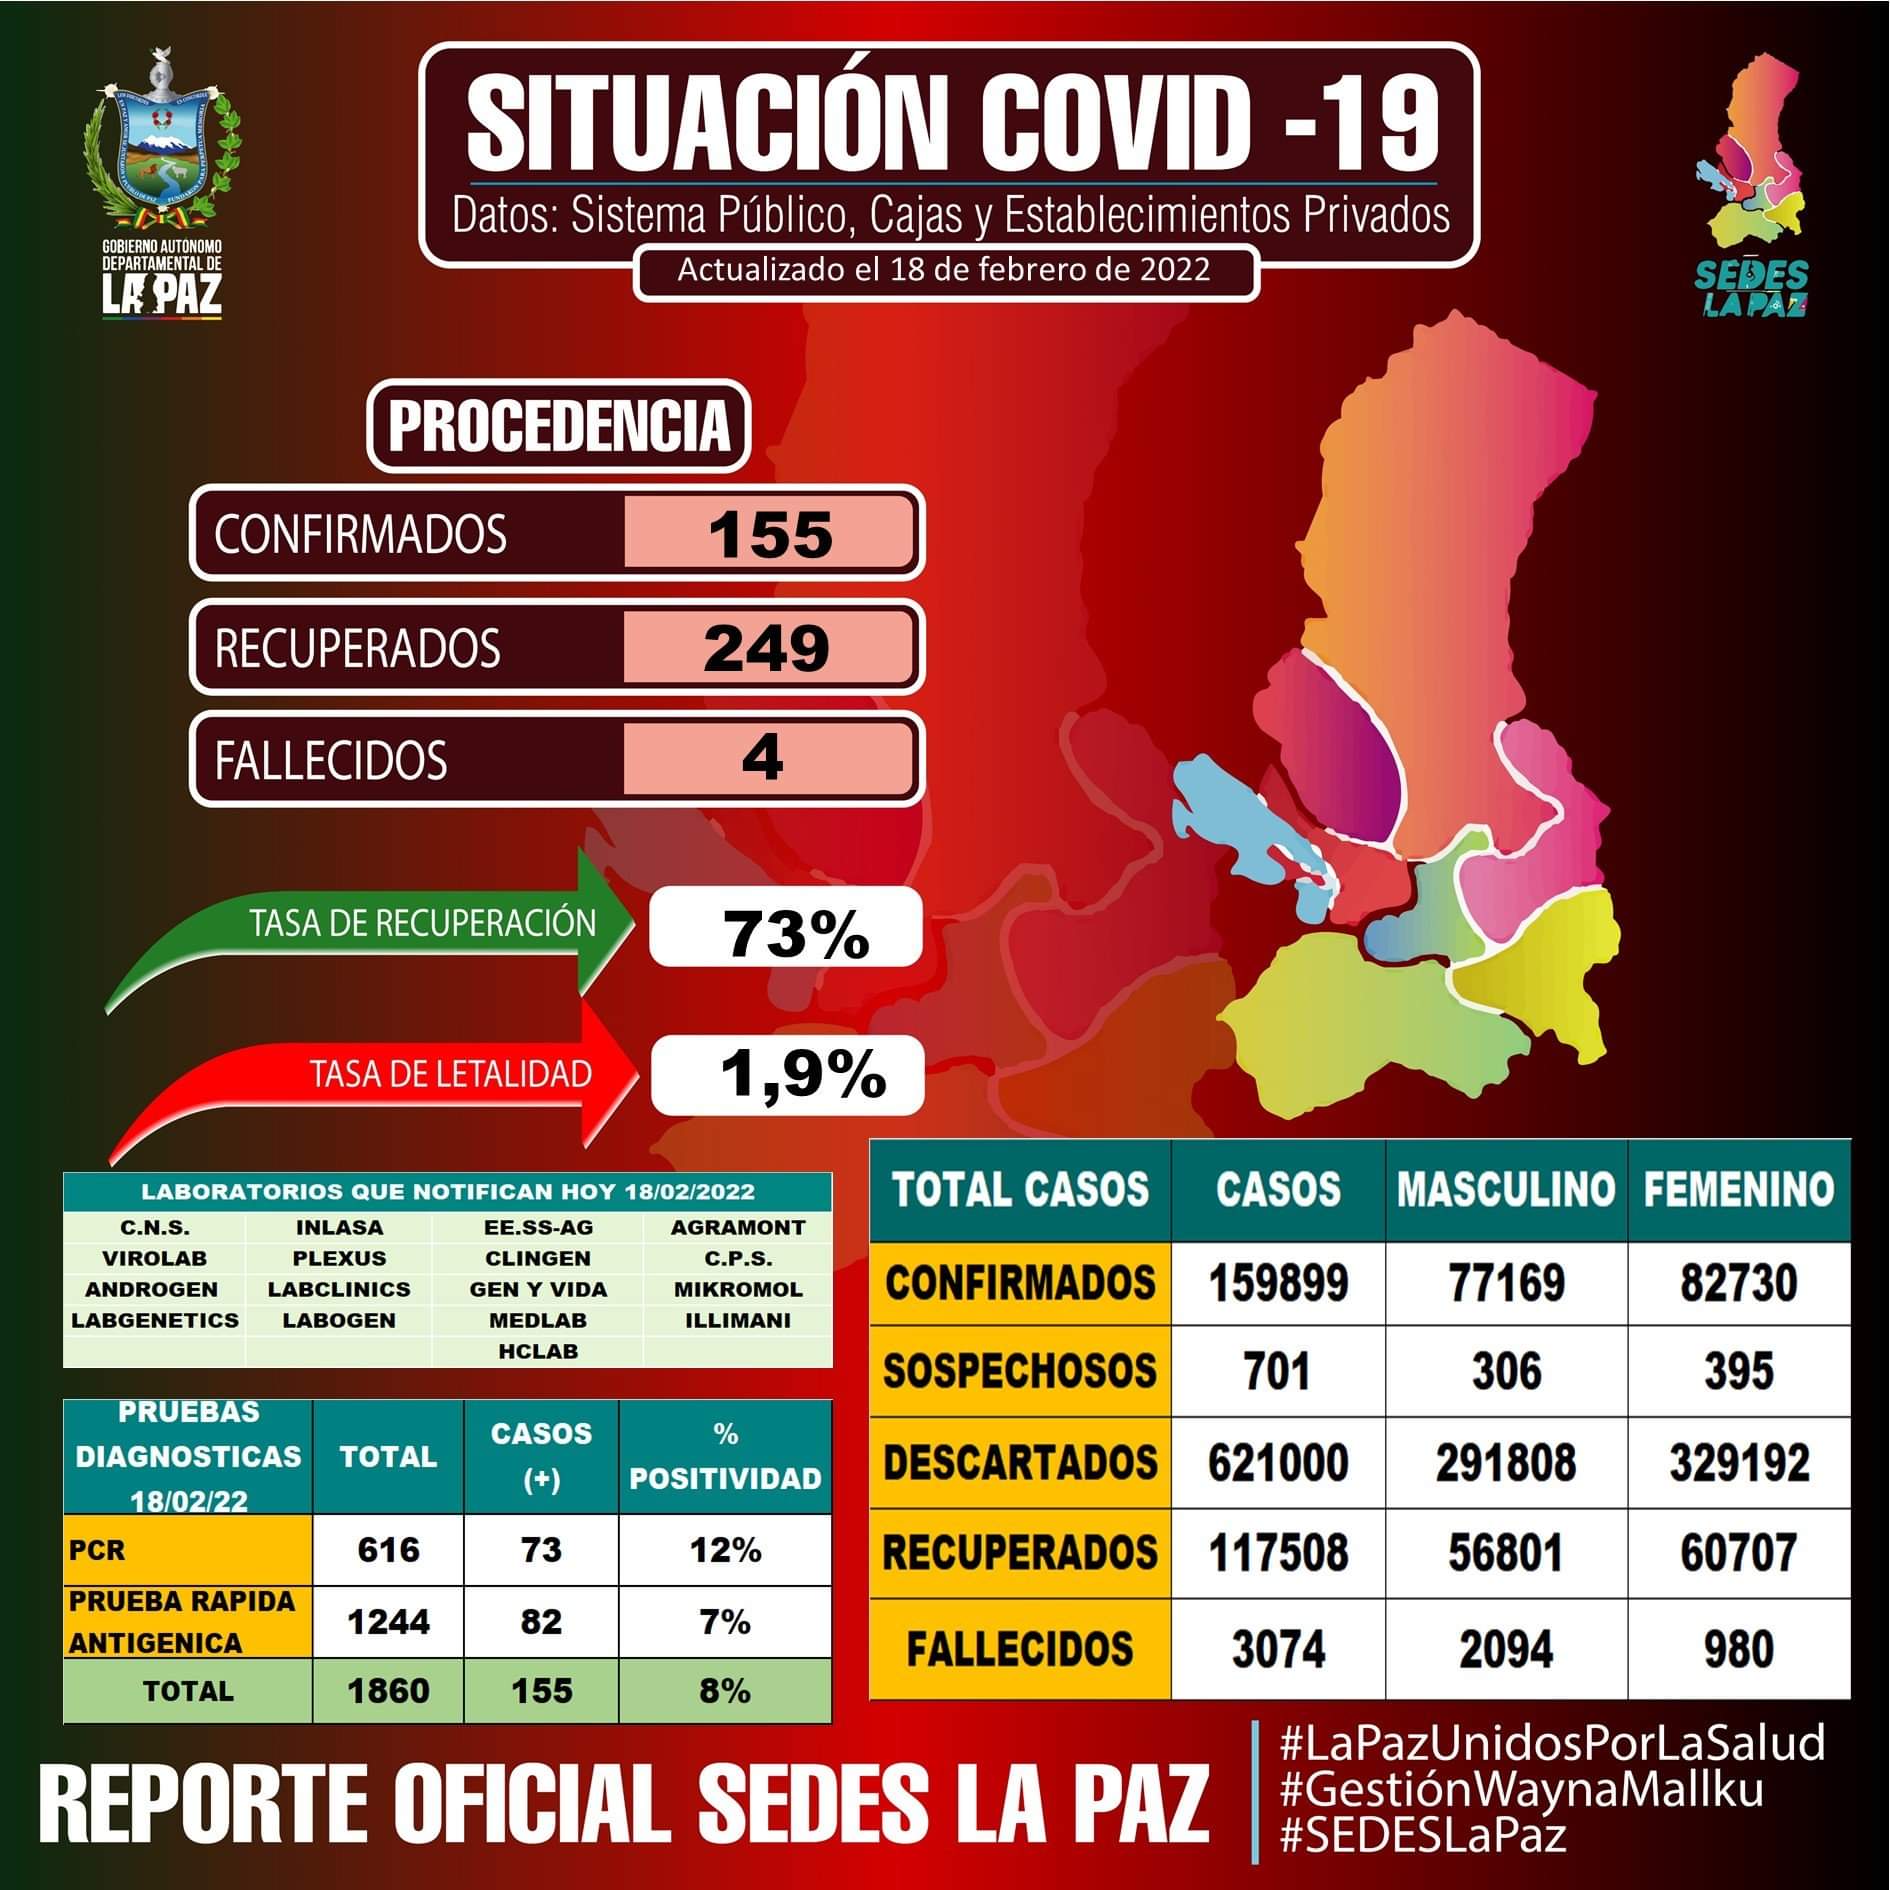 SITUACIÓN COVID -19
Datos: Sistema Público, Cajas y Establecimientos Privados
Actualizado el 18 de febrero de 2022
GOBIERNO AUTÓNOMO
DEPARTAMENTAL DE
LA PAZ
SEDES
LA PAZ
PROCEDENCIA
CONFIRMADOS 155
RECUPERADOS 249
FALLECIDOS 4
TASA DE RECUPERACIÓN 73%
TASA DE LETALIDAD 1,9%
LABORATORIOS QUE NOTIFICAN HOY 18/02/2022
C.N.S. INLASA EE.SS-AG AGRAMONT
VIROLAB PLEXUS CLINGEN C.P.S.
ANDROGEN LABCLINICS GEN Y VIDA MIKROMOL
LABGENETICS LABOGEN MEDLAB ILLIMANI
HCLAB
PRUEBAS
DIAGNOSTICAS
18/02/22
TOTAL
CASOS
(+)
%
POSITIVIDAD
PCR 616 73 12%
PRUEBA RAPIDA
ANTIGENICA
1244 82 7%
TOTAL 1860 155 8%
TOTAL CASOS CASOS MASCULINO FEMENINO
CONFIRMADOS 159899 77169 82730
SOSPECHOSOS 701 306 395
DESCARTADOS 621000 291808 329192
RECUPERADOS 117508 56801 60707
FALLECIDOS 3074 2094 980
REPORTE OFICIAL SEDES LA PAZ
#LaPazUnidosPorLaSalud
#GestiónWaynaMallku
#SEDESLaPaz